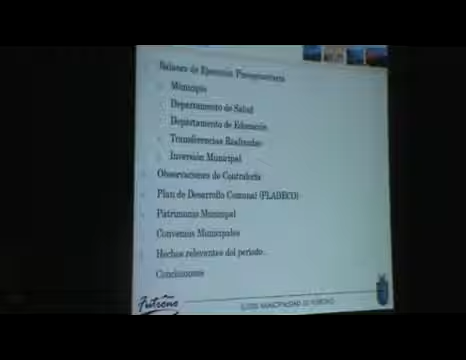 Balance de Ejecución Presupuestaria
Municipio
Departamento de Salud
Departamento de Educación
Transferencias Realizadas
Inversión Municipal
Observaciones de Contraloría
Plan de Desarrollo Comunal (PLADECO)
Patrimonio Municipal
Convenios Municipales
Hechos relevantes del periodo.
Conclusiones
Futrono
ILUSTRE MUNICIPALIDAD DE FUTRONO